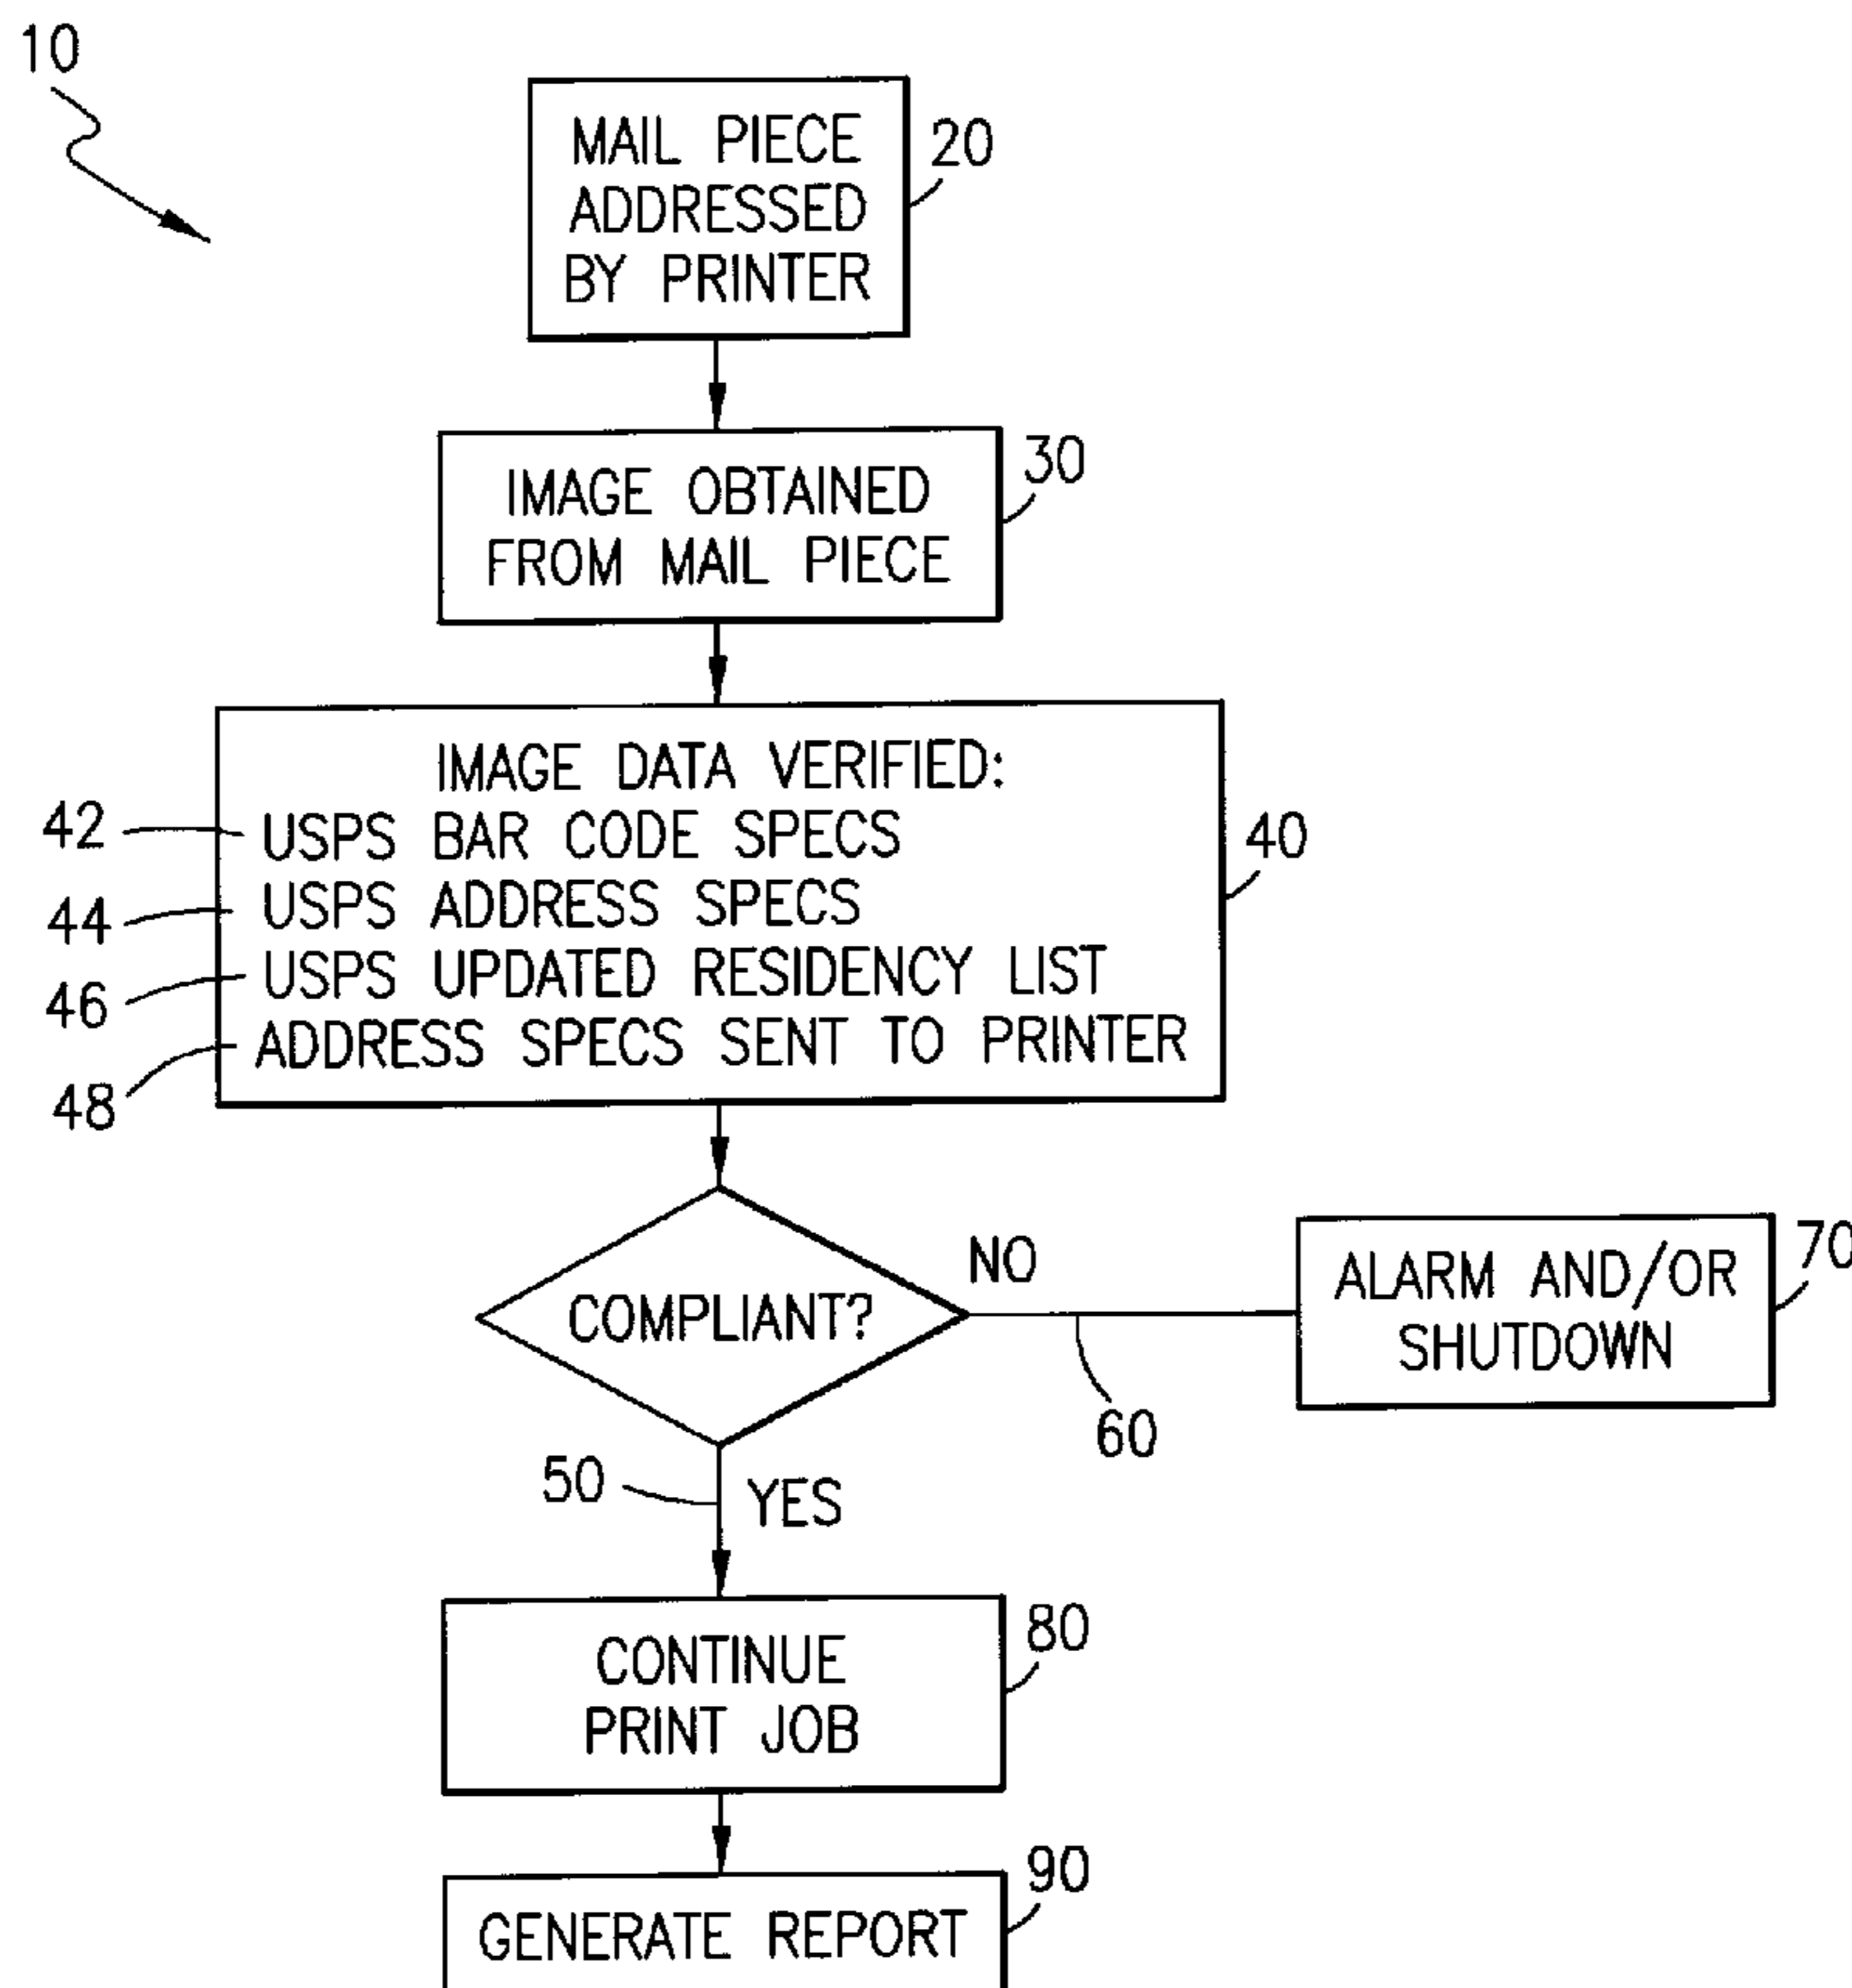 10
MAIL PIECE
ADDRESSED
BY PRINTER
20
IMAGE OBTAINED
FROM MAIL PIECE
30
IMAGE DATA VERIFIED:
42
USPS BAR CODE SPECS
40
44
USPS ADDRESS SPECS
46
USPS UPDATED RESIDENCY LIST
48
ADDRESS SPECS SENT TO PRINTER
COMPLIANT?
NO
60
ALARM AND/OR
SHUTDOWN
70
50
YES
CONTINUE
PRINT JOB
80
GENERATE REPORT
90